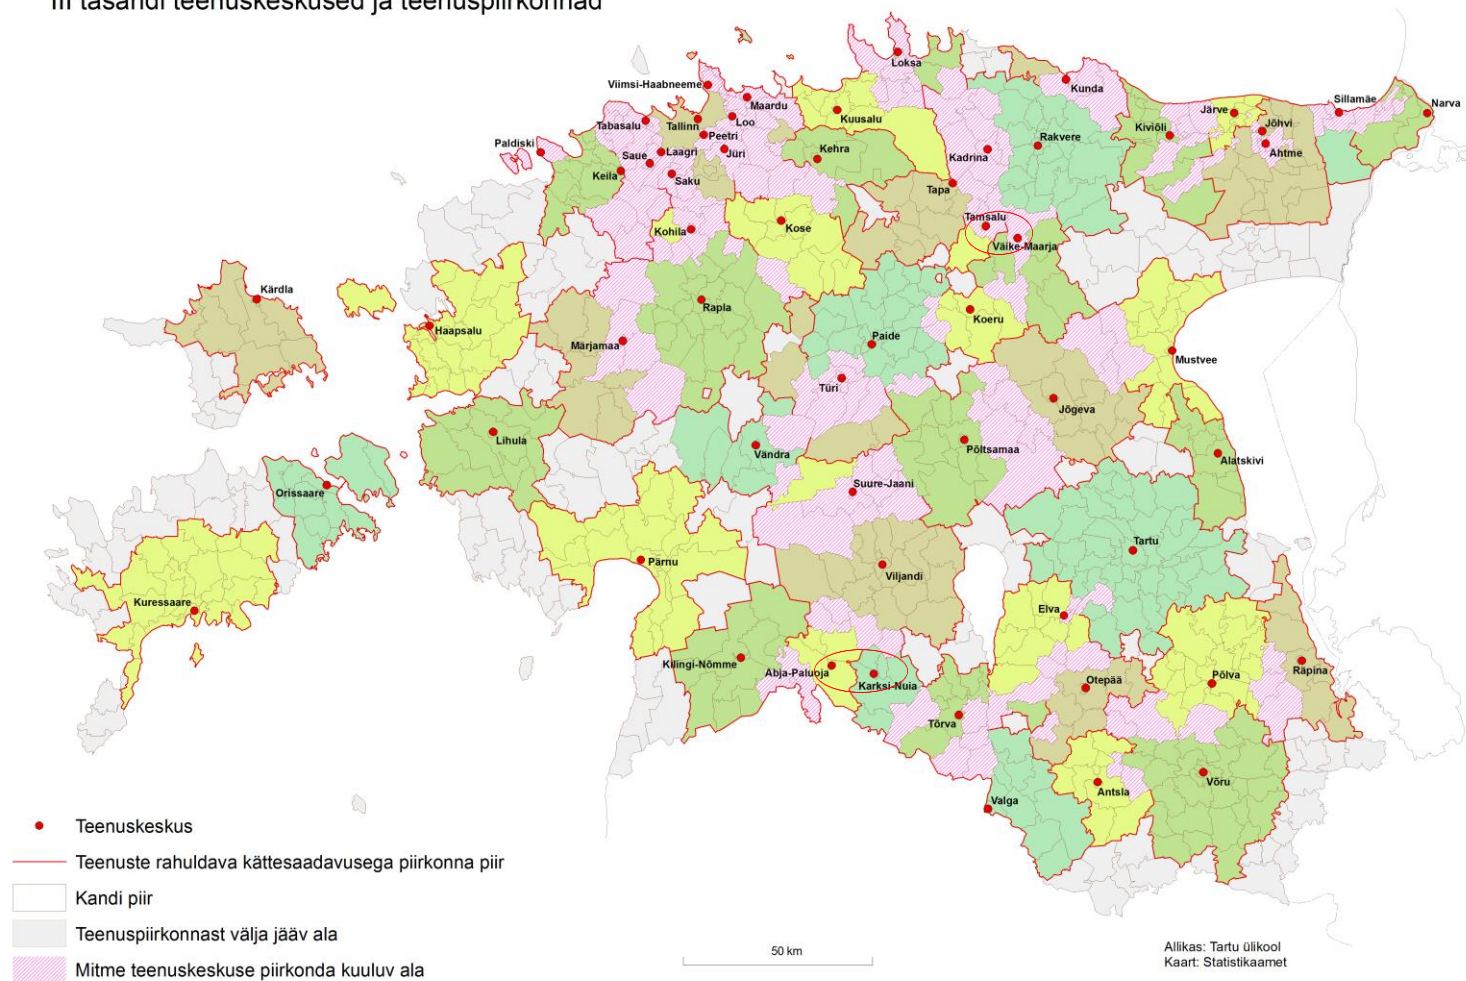 III tasandi teenuskeskused ja teenuspiirkonnad
Loksa
Viimsi-Haabneeme
Maardu
Kunda
Kuusalu
Sillamäe
Narva
Järve
Tabasalu
Tallinn
Loo
Peetri
Kiviõli
Jõhvi
Ahtme
Paldiski
Saue
Laagri
Jüri
Kehra
Kadrina
Rakvere
Keila
Saku
Tapa
Tamsalu
Kohila
Kose
Väike-Maarja
Kärdla
Rapla
Koeru
Haapsalu
Märjamaa
Paide
Mustvee
Türi
Jõgeva
Lihula
Vändra
Põltsamaa
Alatskivi
Orissaare
Suure-Jaani
Tartu
Pärnu
Viljandi
Kuressaare
Elva
Kilingi-Nõmme
Abja-Paluoja
Karksi-Nuia
Otepää
Põlva
Räpina
Tõrva
Võru
Antsla
Valga
Teenuskeskus
Teenuste rahuldava kättesaadavusega piirkonna piir
Kandi piir
Teenuspiirkonnast välja jääv ala
Mitme teenuskeskuse piirkonda kuuluv ala
50 km
Allikas: Tartu ülikool
Kaart: Statistikaamet